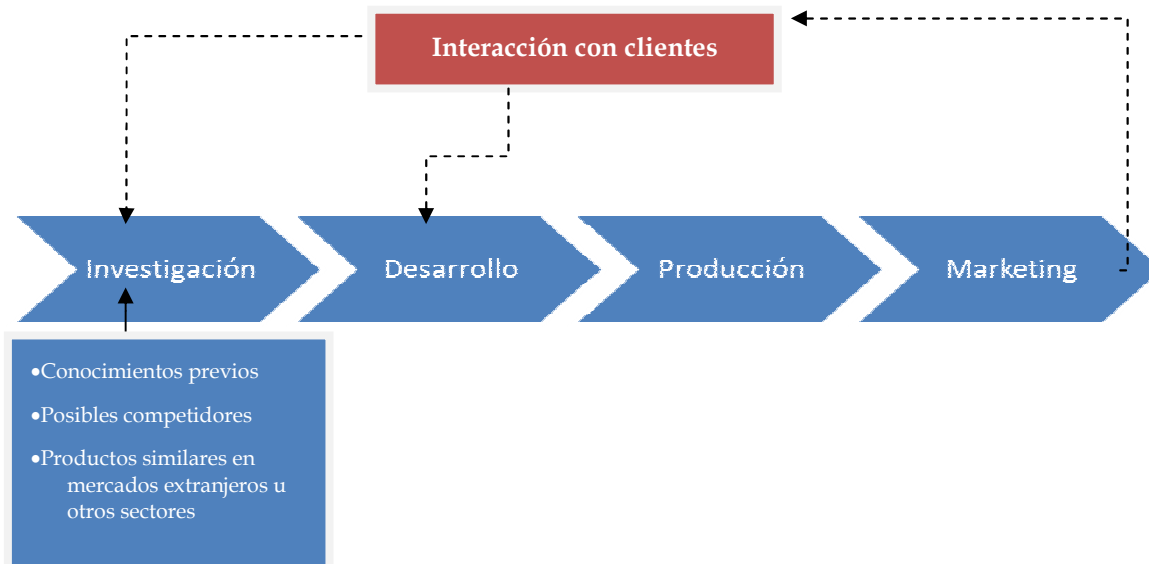 Interacción con clientes
Investigación
Desarrollo
Producción
Marketing
•Conocimientos previos
•Posibles competidores
•Productos similares en
mercados extranjeros u
otros sectores